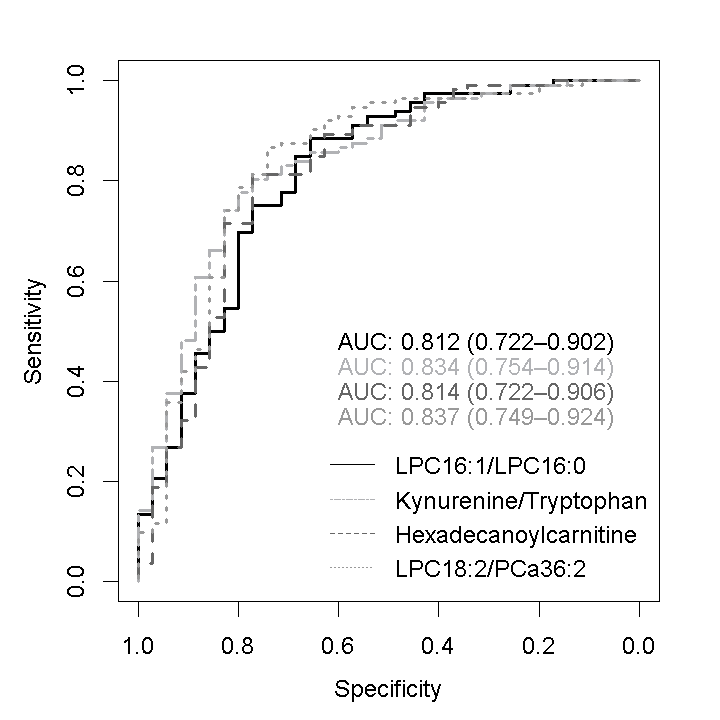 1.0
0.8
0.6
0.4
0.2
0.0
Sensitivity
AUC: 0.812 (0.722–0.902)
AUC: 0.834 (0.754–0.914)
AUC: 0.814 (0.722–0.906)
AUC: 0.837 (0.749–0.924)
LPC16:1/LPC16:0
Kynurenine/Tryptophan
Hexadecanoylcarnitine
LPC18:2/PCa36:2
1.0 0.8 0.6 0.4 0.2 0.0
Specificity